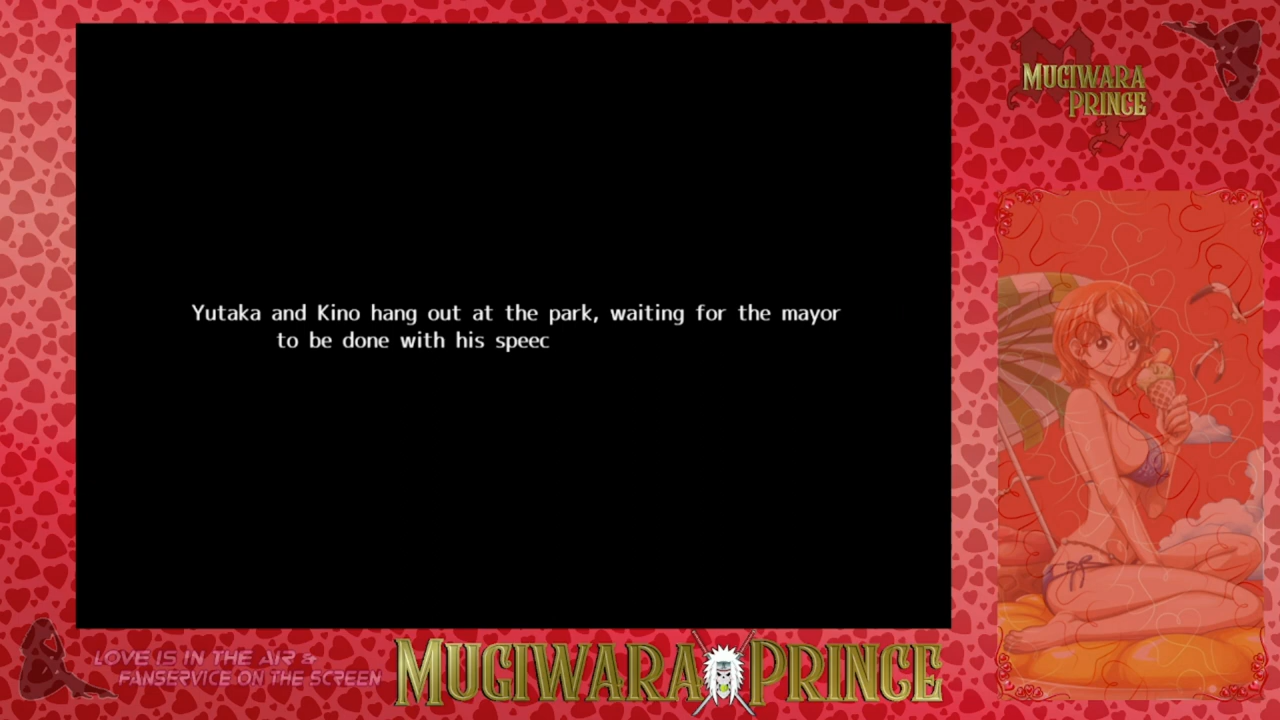 MUGIWARA
PRINCE
Yutaka and Kino hang out at the park, waiting for the mayor
to be done with his speec
LOVE IS IN THE AIR &
FANSERVICE ON THE SCREEN
MUGIWARA PRINCE